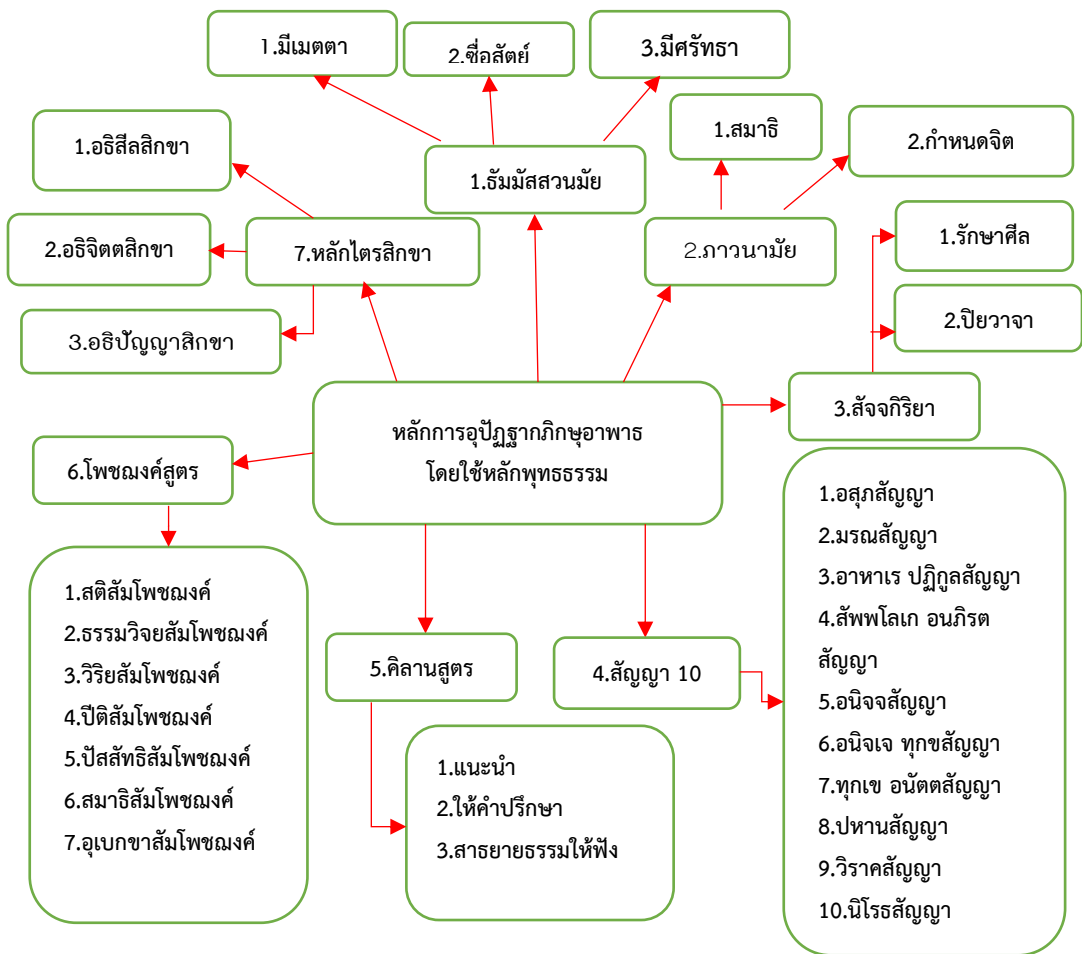 1.มีเมตตา
2.ซื่อสัตย์
3.มีศรัทธา
1.สมาธิ
2.กำหนดจิต
1.อธิสีลสิกขา
1.ธัมมัสสวนมัย
2.อธิจิตตสิกขา
7.หลักไตรสิกขา
2.ภาวนามัย
1.รักษาศีล
3.อธิปัญญาสิกขา
2.ปิยวาจา
หลักการอุปัฏฐากภิกษุอาพาธ
โดยใช้หลักพุทธธรรม
3.สัจจกิริยา
6.โพชฌงค์สูตร
1.สติสัมโพชฌงค์
2.ธรรมวิจยสัมโพชฌงค์
3.วิริยสัมโพชฌงค์
4.ปีติสัมโพชฌงค์
5.ปัสสัทธิสัมโพชฌงค์
6.สมาธิสัมโพชฌงค์
7.อุเบกขาสัมโพชฌงค์
5.คิลานสูตร
1.แนะนำ
2.ให้คำปรึกษา
3.สาธยายธรรมให้ฟัง
4.สัญญา 10
1.อสุภสัญญา
2.มรณสัญญา
3.อาหาเร ปฏิกูลสัญญา
4.สัพพโลเก อนภิรต
สัญญา
5.อนิจจสัญญา
6.อนิจเจ ทุกขสัญญา
7.ทุกเข อนัตตสัญญา
8.ปหานสัญญา
9.วิราคสัญญา
10.นิโรธสัญญา